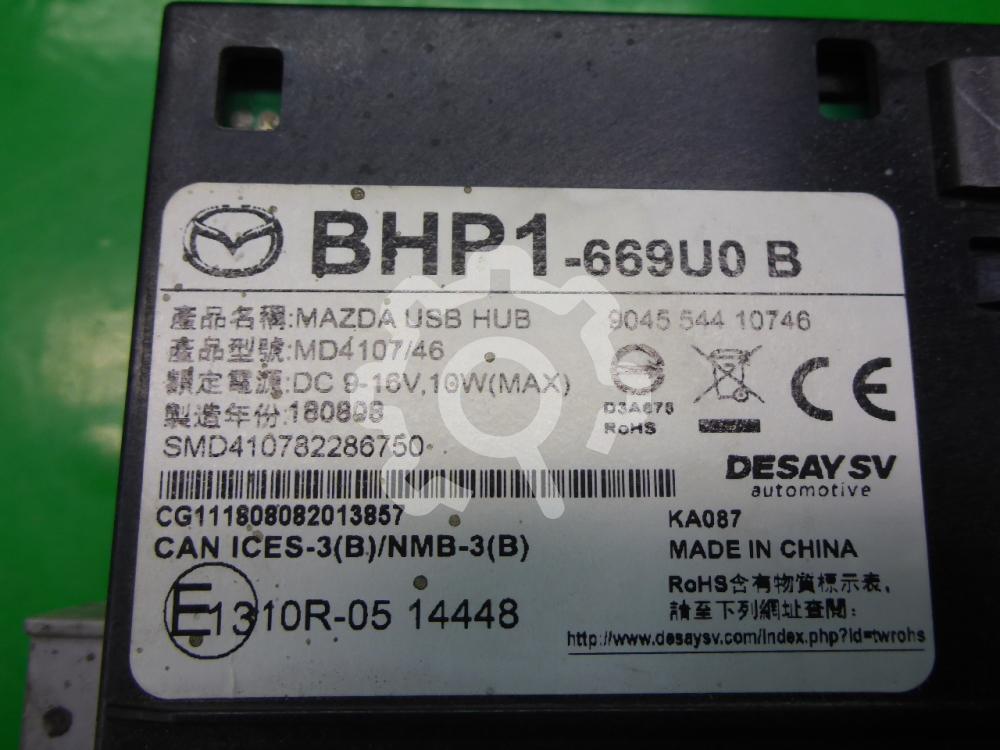 BHP1-669U0 B
產品名稱:MAZDA USB HUB
9045 544 10746
產品型號:MD4107/46
額定電源:DC 9-16V,10W(MAX)
製造年份:180808
D3A678
RoHS
SMD410782286750
DESAY SV
automotive
CG111808082013857
KA087
CAN ICES-3(B)/NMB-3(B)
MADE IN CHINA
RoHS含有物質標示表,
請至下列網址查閱:
http://www.desaysv.com/index.php?id=twrohs
E13 10R-05 14448